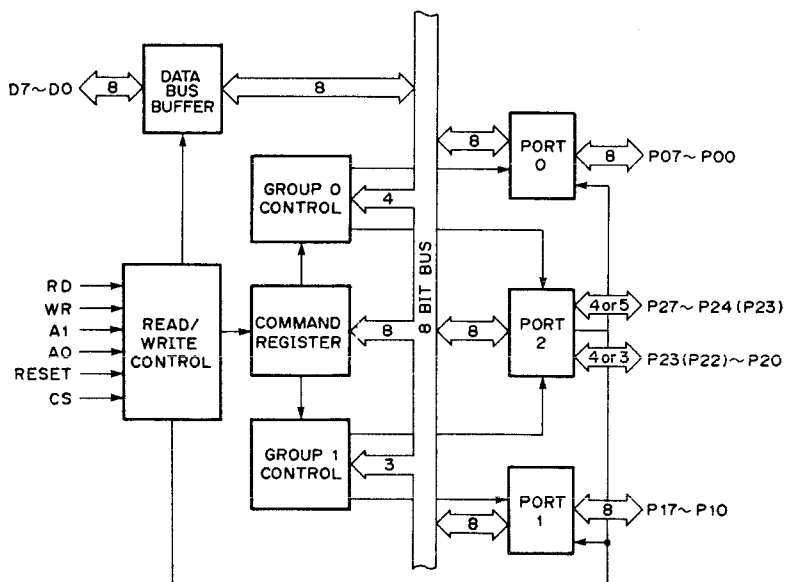 D7~D0
8
DATA
BUS
BUFFER
8
8
PORT
0
8
P07~P00
GROUP 0
CONTROL
4
8 BIT BUS
RD
WR
A1
A0
RESET
CS
READ/
WRITE
CONTROL
COMMAND
REGISTER
8
8
PORT
2
4 or 5
P27~P24(P23)
4 or 3
P23(P22)~P20
GROUP 1
CONTROL
3
8
PORT
1
8
P17~P10